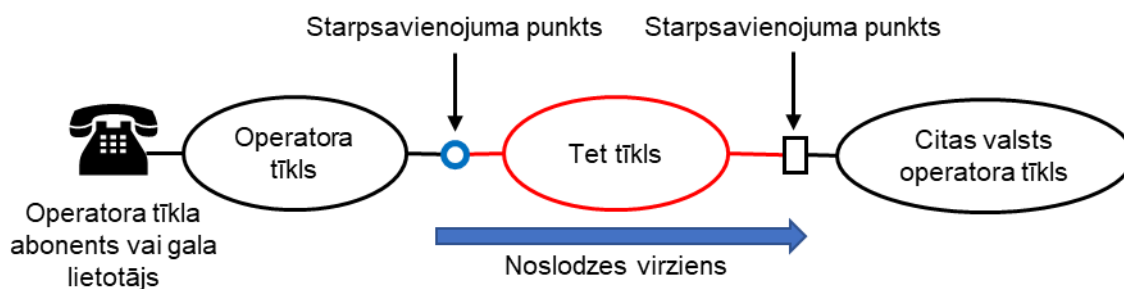 Starpsavienojuma punkts
Starpsavienojuma punkts
Operatora
tīkls
Tet tīkls
Citas valsts
operatora tīkls
Operatora tīkla
abonents vai gala
lietotājs
Noslodzes virziens